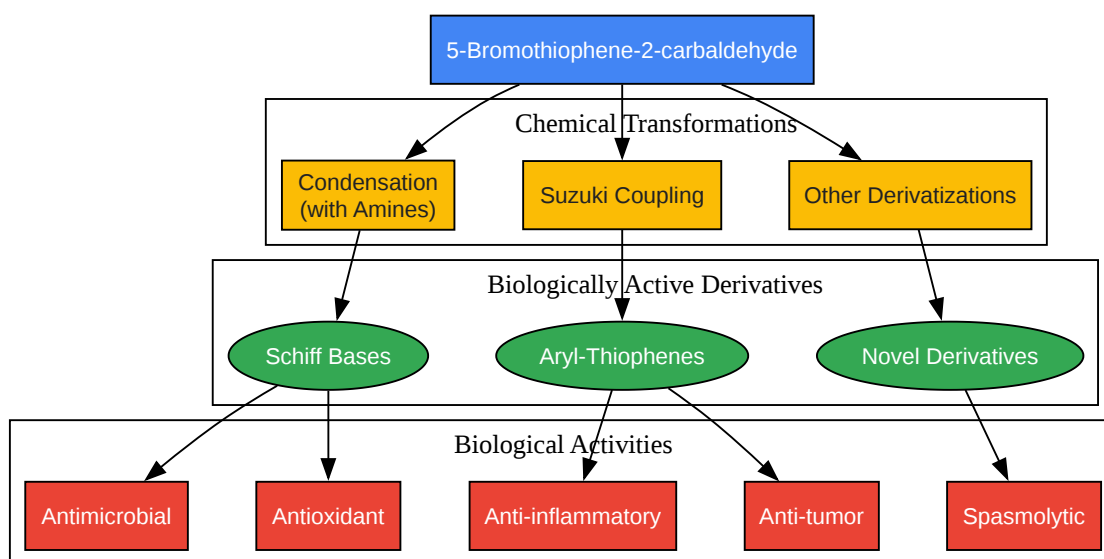 5-Bromothiophene-2-carbaldehyde
Chemical Transformations
Condensation
(with Amines)
Suzuki Coupling
Other Derivatizations
Biologically Active Derivatives
Schiff Bases
Aryl-Thiophenes
Novel Derivatives
Biological Activities
Antimicrobial
Antioxidant
Anti-inflammatory
Anti-tumor
Spasmolytic